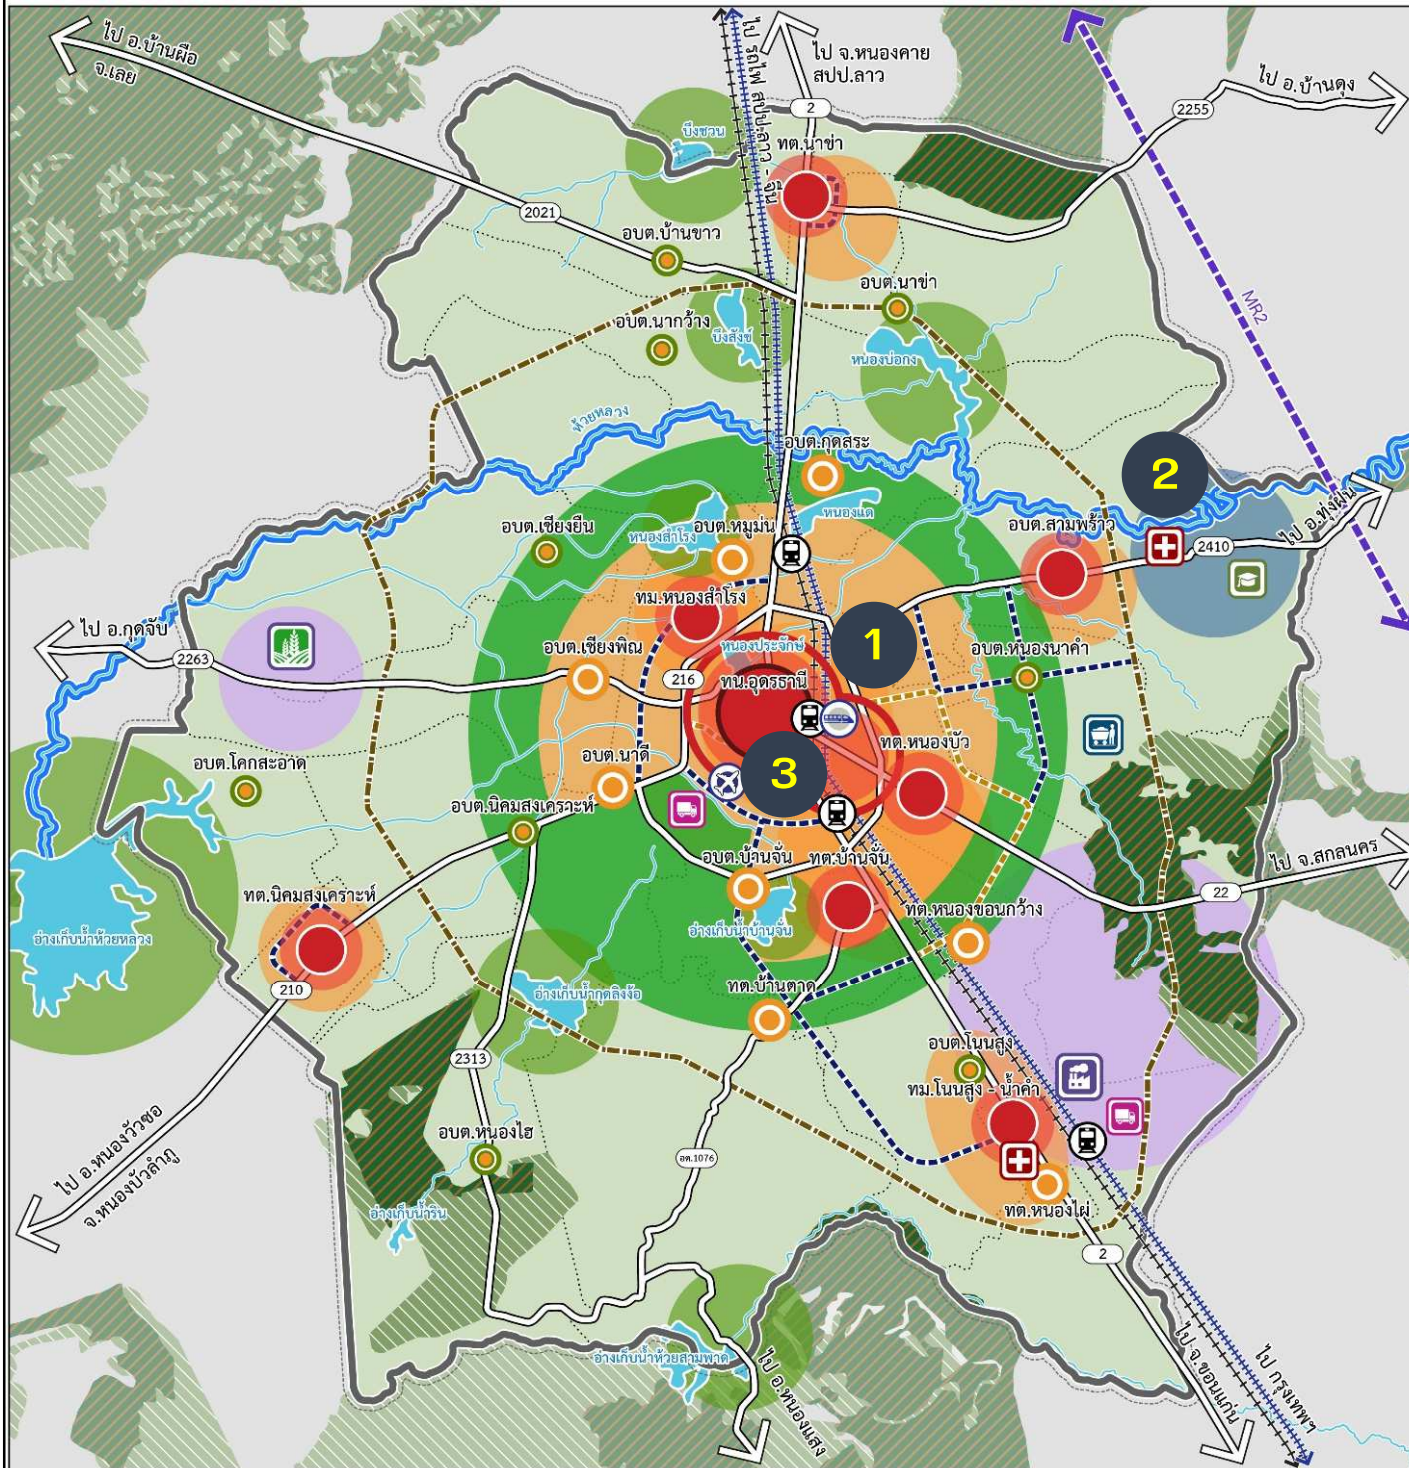 ไป อ.บ้านผือ
จ.เลย
ไป รถไฟ สปป.ลาว - จีน
ไป จ.หนองคาย
สปป.ลาว
ไป อ.บ้านดุง
2
2255
บึงชวน
ทต.นาข่า
2021
อบต.บ้านขาว
อบต.นาข่า
MR2
อบต.นากว้าง
บึงสังข์
หนองบ่อกง
ห้วยหลวง
อบต.กุดสระ
2
อบต.เชียงยืน
หนองสำโรง
อบต.หมูม่น
หนองแด
อบต.สามพร้าว
2410
ไป อ.ทุ่งฝน
ทม.หนองสำโรง
ไป อ.กุดจับ
2263
อบต.เชียงพิณ
หนองประจักษ์
1
อบต.หนองนาคำ
216
ทน.อุดรธานี
อบต.โคกสะอาด
อบต.นาดี
3
ทต.หนองบัว
อบต.นิคมสงเคราะห์
อบต.บ้านจั่น
ทต.บ้านจั่น
ไป จ.สกลนคร
22
ทต.นิคมสงเคราะห์
ทต.หนองขอนกว้าง
อ่างเก็บน้ำห้วยหลวง
อ่างเก็บน้ำบ้านจั่น
210
อ่างเก็บน้ำกุดลิงง้อ
ทต.บ้านตาด
2313
อบต.โนนสูง
ทม.โนนสูง - น้ำคำ
ไป อ.หนองวัวซอ
จ.หนองบัวลำภู
อบต.หนองไฮ
อด.1076
อ่างเก็บน้ำริน
ทต.หนองไผ่
2
อ่างเก็บน้ำห้วยสามพาด
ไป อ.หนองแสง
ไป จ.ขอนแก่น
ไป กรุงเทพฯ